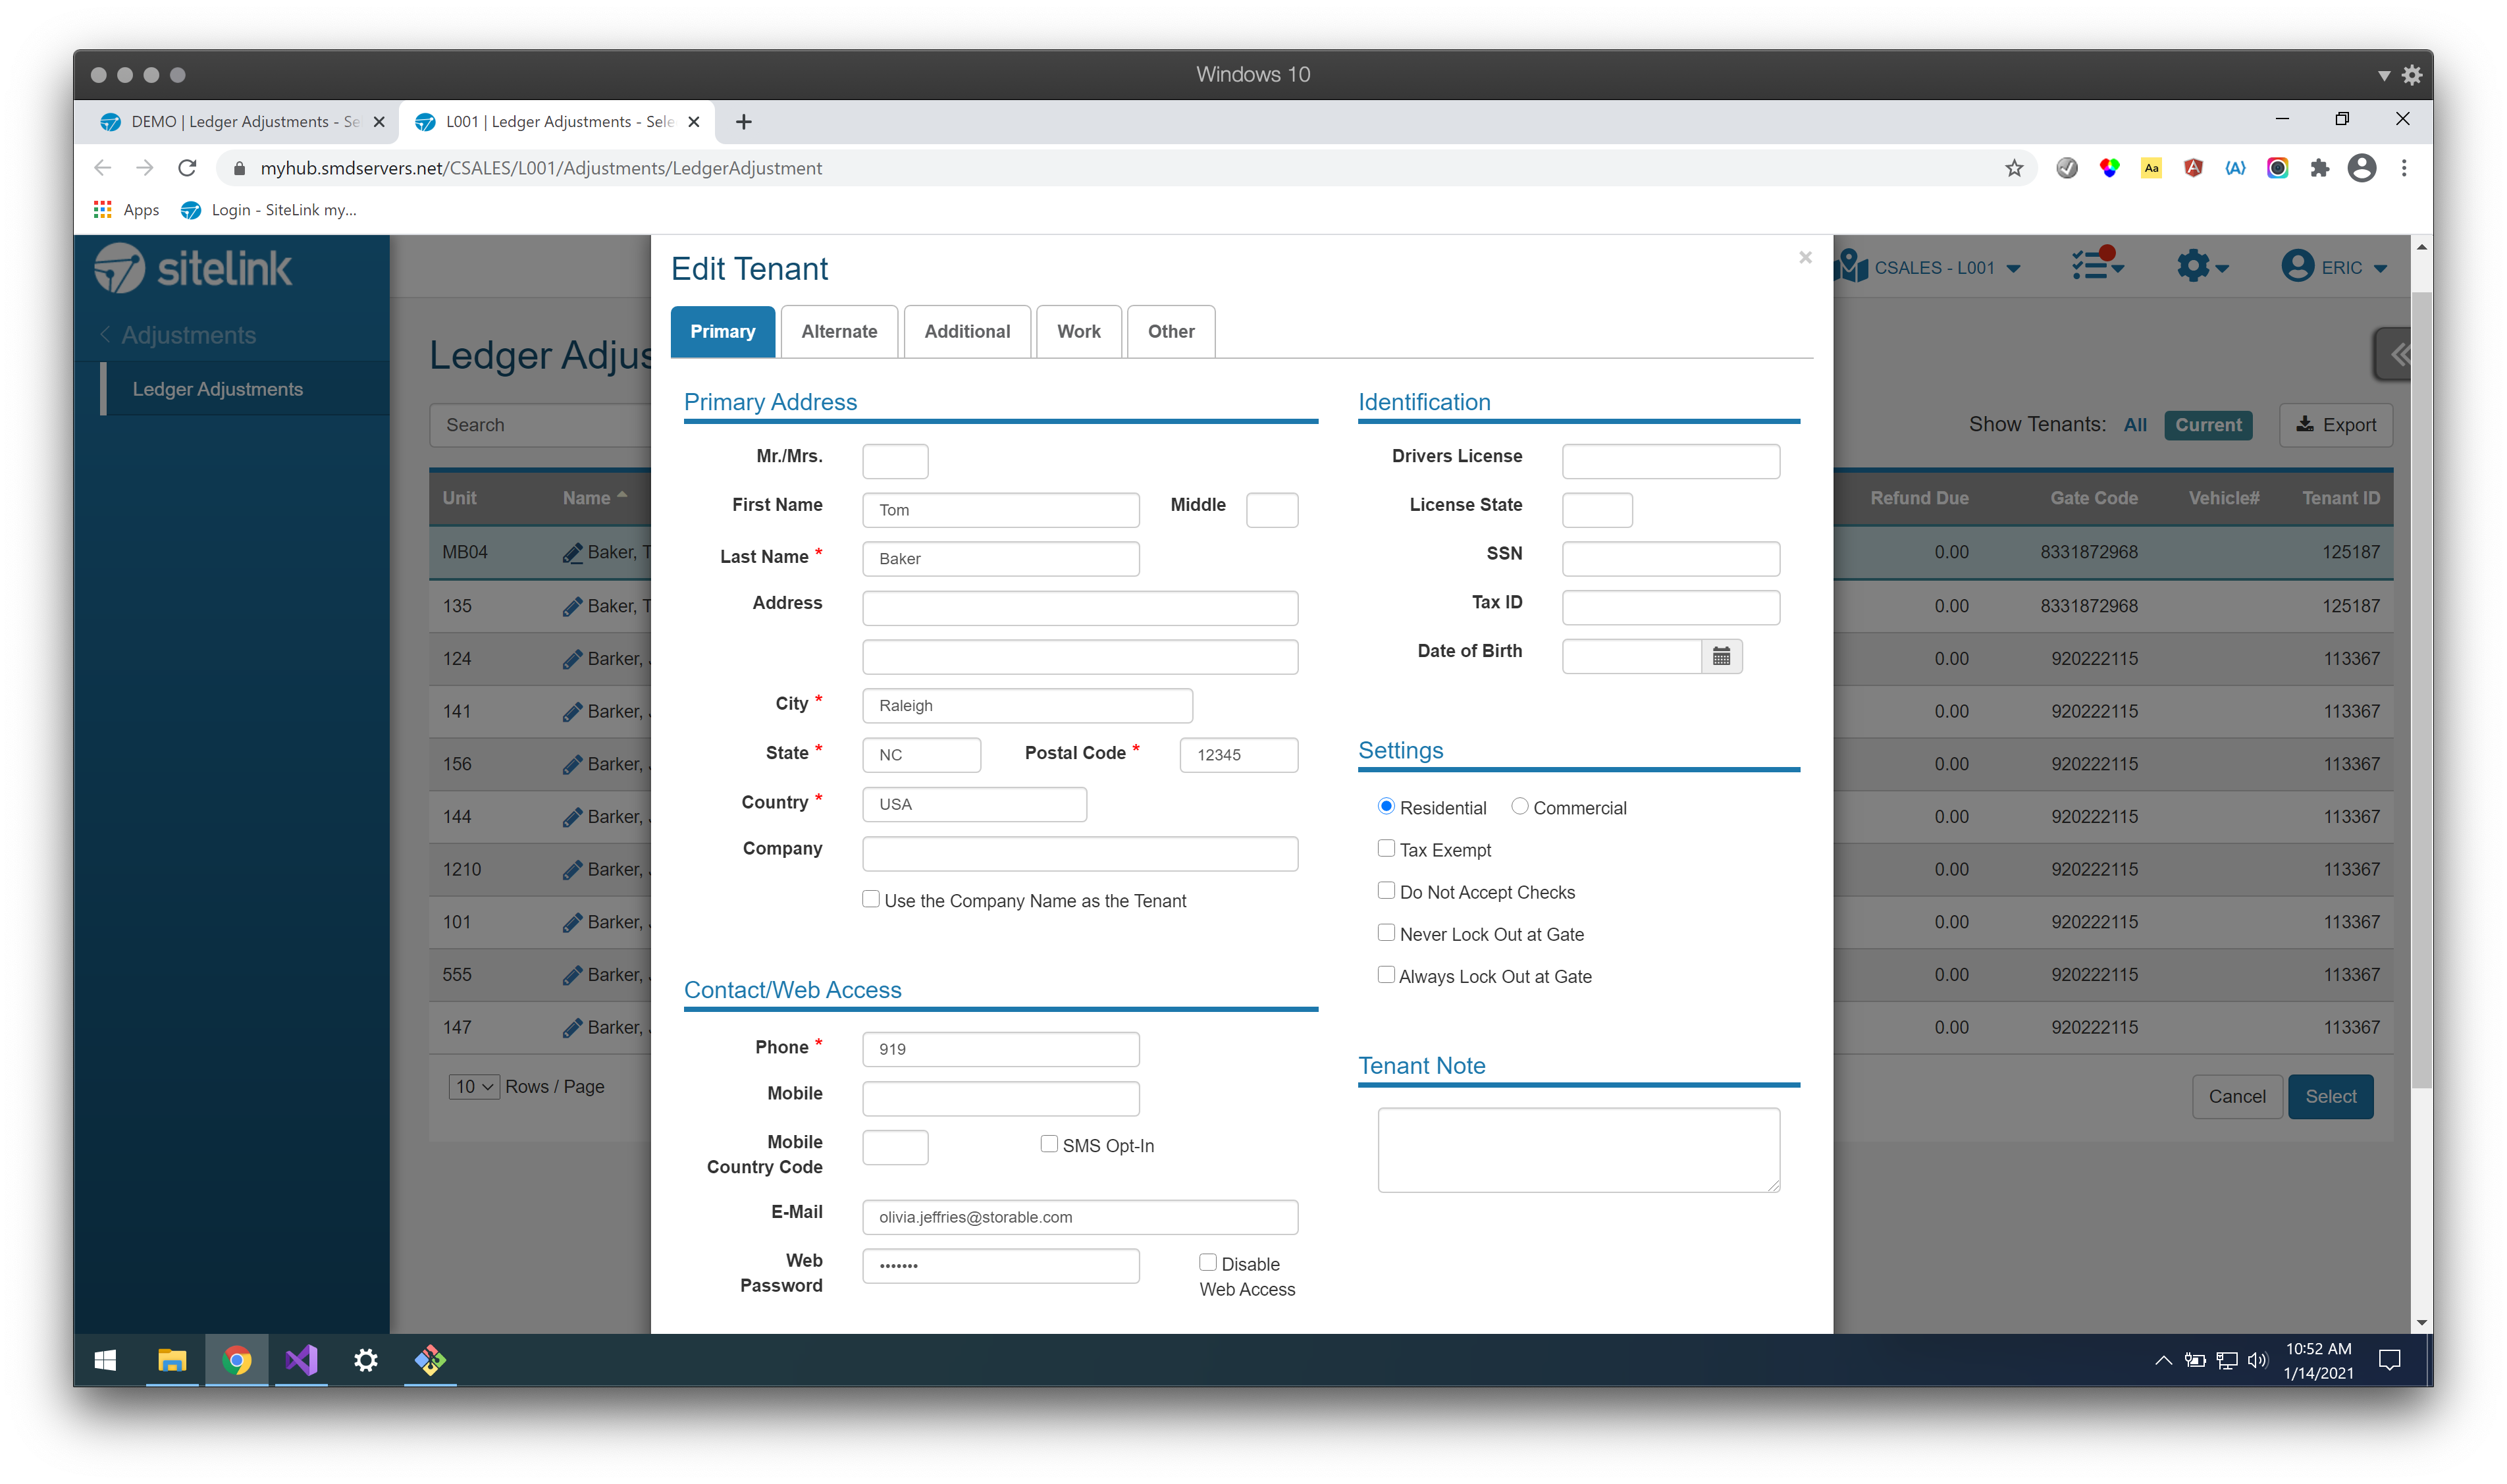 Windows 10
DEMO | Ledger Adjustments - Se
L001 | Ledger Adjustments - Sele
myhub.smdservers.net/CSALES/L001/Adjustments/LedgerAdjustment
Aa
Apps
Login - SiteLink my...
sitelink
Adjustments
Ledger Adjustments
CSALES - L001
ERIC
Ledger Adjus
Search
Show Tenants: All Current Export
Unit Name Refund Due Gate Code Vehicle# Tenant ID
MB04 Baker, T 0.00 8331872968 125187
135 Baker, T 0.00 8331872968 125187
124 Barker, 0.00 920222115 113367
141 Barker, 0.00 920222115 113367
156 Barker, 0.00 920222115 113367
144 Barker, 0.00 920222115 113367
1210 Barker, 0.00 920222115 113367
101 Barker, 0.00 920222115 113367
555 Barker, 0.00 920222115 113367
147 Barker, 0.00 920222115 113367
10 Rows / Page
Cancel Select
Edit Tenant
Primary Alternate Additional Work Other
Primary Address
Mr./Mrs.
First Name Tom Middle
Last Name * Baker
Address
City * Raleigh
State * NC Postal Code * 12345
Country * USA
Company
Use the Company Name as the Tenant
Contact/Web Access
Phone * 919
Mobile
Mobile
Country Code
SMS Opt-In
E-Mail olivia.jeffries@storable.com
Web
Password
•••••••
Disable
Web Access
Identification
Drivers License
License State
SSN
Tax ID
Date of Birth
Settings
Residential Commercial
Tax Exempt
Do Not Accept Checks
Never Lock Out at Gate
Always Lock Out at Gate
Tenant Note
10:52 AM
1/14/2021